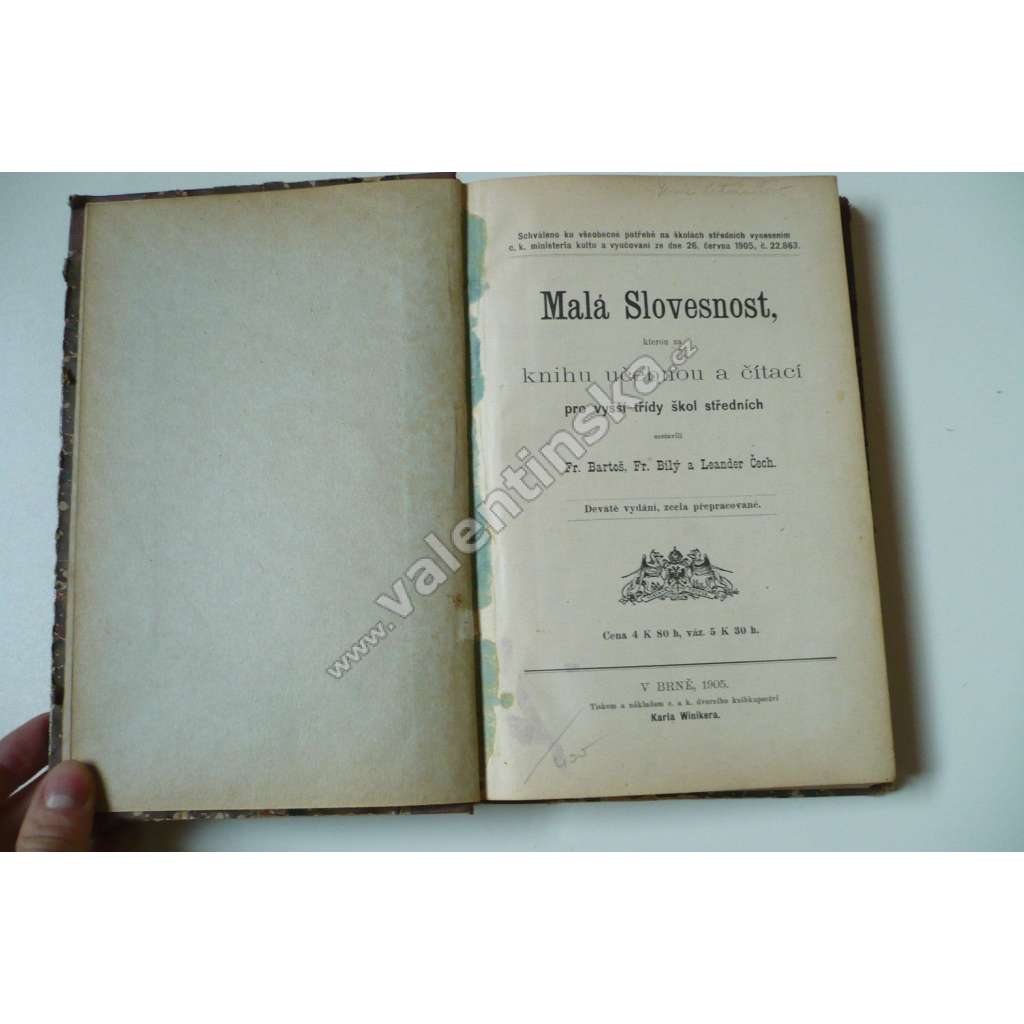 Schváleno ku všeobecné potřebě na školách středních vynesením
c. k. ministeria kultu a vyučování ze dne 26. června 1905, č. 22.863.
Malá Slovesnost,
kterou za
knihu učebnou a čítací
pro vyšší třídy škol středních
sestavili
Fr. Bartoš, Fr. Bílý a Leander Čech.
Deváté vydání, zcela přepracované.
Cena 4 K 80 h, váz. 5 K 30 h.
V BRNĚ, 1905.
Tiskem a nákladem c. a k. dvorního knihkupectví
Karla Winikera.
www.valentinska.cz